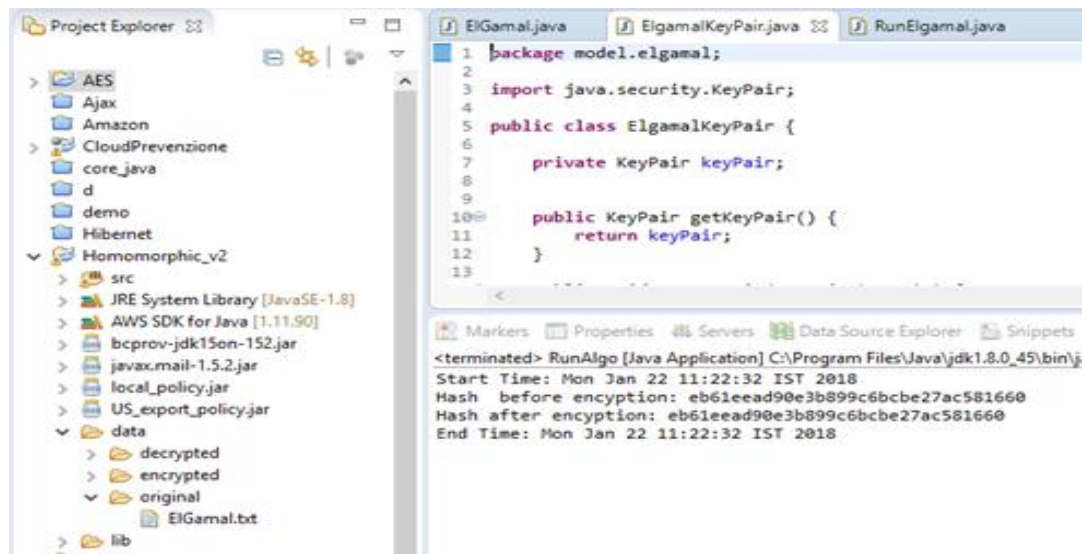 Project Explorer
AES
Ajax
Amazon
CloudPrevenzione
core_java
d
demo
Hibernet
Homomorphic_v2
src
JRE System Library [JavaSE-1.8]
AWS SDK for Java [1.11.90]
bcprov-jdk15on-152.jar
javax.mail-1.5.2.jar
local_policy.jar
US_export_policy.jar
data
decrypted
encrypted
original
ElGamal.txt
lib
ElGamal.java ElgamalKeyPair.java RunElgamal.java
1 package model.elgamal;
2
3 import java.security.KeyPair;
4
5 public class ElgamalKeyPair {
6
7 private KeyPair keyPair;
8
9
10 public KeyPair getKeyPair() {
11 return keyPair;
12 }
13
Markers Properties Servers Data Source Explorer Snippets
<terminated> RunAlgo [Java Application] C:\Program Files\Java\jdk1.8.0_45\bin\j
Start Time: Mon Jan 22 11:22:32 IST 2018
Hash before encyption: eb61eead90e3b899c6bcbe27ac581660
Hash after encyption: eb61eead90e3b899c6bcbe27ac581660
End Time: Mon Jan 22 11:22:32 IST 2018